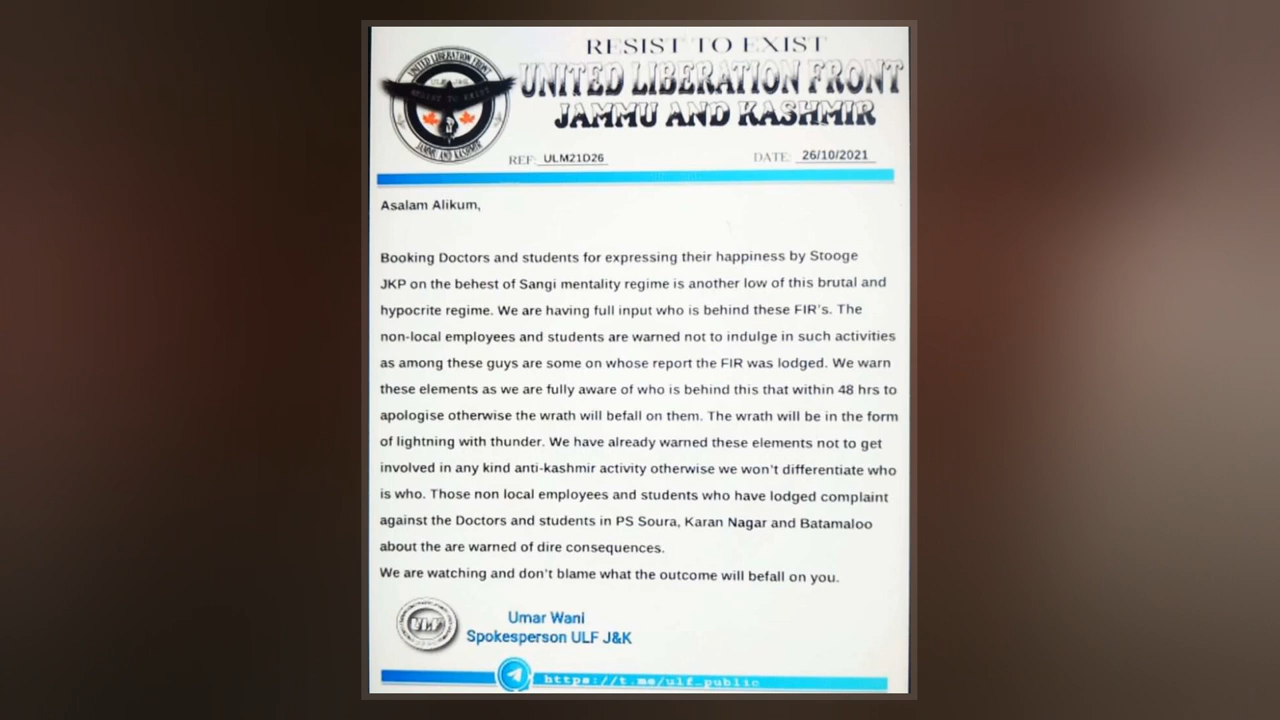 RESIST TO EXIST
UNITED LIBERATION FRONT
JAMMU AND KASHMIR
UNITED LIBERATION FRONT
ULF J&K
RESIST TO EXIST
JAMMU AND KASHMIR
REF: ULM21D26 DATE: 26/10/2021
Asalam Alikum,
Booking Doctors and students for expressing their happiness by Stooge
JKP on the behest of Sangi mentality regime is another low of this brutal and
hypocrite regime. We are having full input who is behind these FIR's. The
non-local employees and students are warned not to indulge in such activities
as among these guys are some on whose report the FIR was lodged. We warn
these elements as we are fully aware of who is behind this that within 48 hrs to
apologise otherwise the wrath will befall on them. The wrath will be in the form
of lightning with thunder. We have already warned these elements not to get
involved in any kind anti-kashmir activity otherwise we won't differentiate who
is who. Those non local employees and students who have lodged complaint
against the Doctors and students in PS Soura, Karan Nagar and Batamaloo
about the are warned of dire consequences.
We are watching and don't blame what the outcome will befall on you.
ULF
Umar Wani
Spokesperson ULF J&K
https://t.me/ulf_public